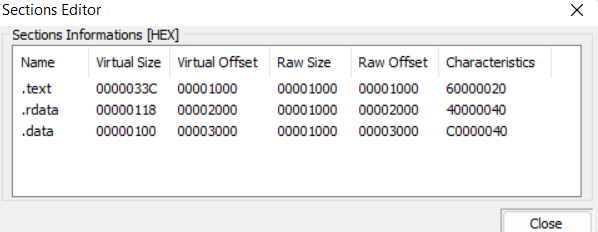 Sections Editor
Sections Informations [HEX]
Name Virtual Size Virtual Offset Raw Size Raw Offset Characteristics
.text 0000033C 00001000 00001000 00001000 60000020
.rdata 00000118 00002000 00001000 00002000 40000040
.data 00000100 00003000 00001000 00003000 C0000040
Close